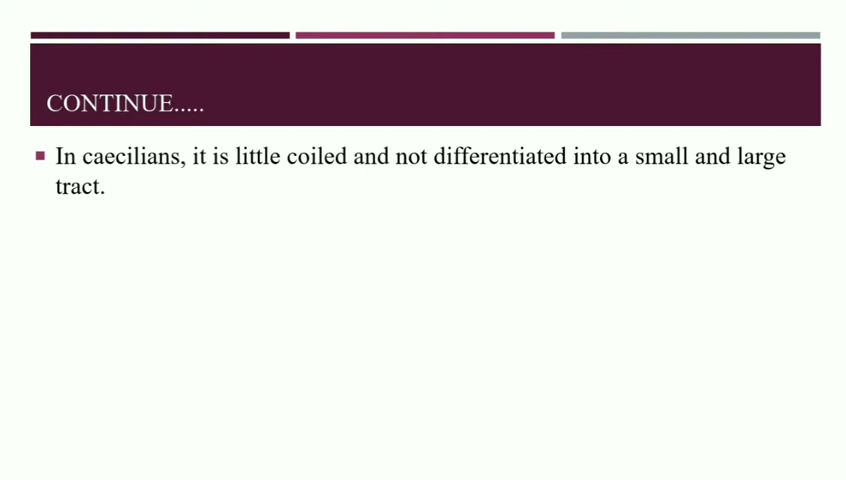 CONTINUE.....
In caecilians, it is little coiled and not differentiated into a small and large
tract.